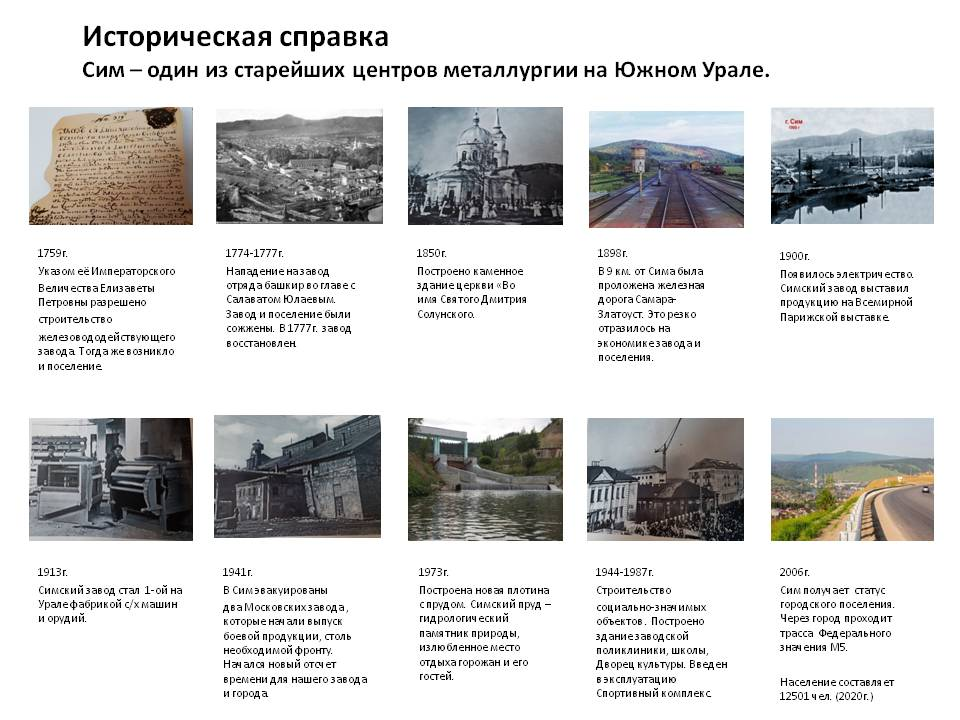 Историческая справка
Сим – один из старейших центров металлургии на Южном Урале.
г. Сим
1759г.
Указом её Императорского
Величества Елизаветы
Петровны разрешено
строительство
железовододействующего
завода. Тогда же возникло
и поселение.
1774-1777г.
Нападение на завод
отряда башкир во главе с
Салаватом Юлаевым.
Завод и поселение были
сожжены. В 1777г. завод
восстановлен.
1850г.
Построено каменное
здание церкви «Во
имя Святого Дмитрия
Солунского.
1898г.
В 9 км. от Сима была
проложена железная
дорога Самара-
Златоуст. Это резко
отразилось на
экономике завода и
поселения.
1900г.
Появилось электричество.
Симский завод выставил
продукцию на Всемирной
Парижской выставке.
1913г.
Симский завод стал 1-ой на
Урале фабрикой с/х машин
и орудий.
1941г.
В Сим эвакуированы
два Московских завода ,
которые начали выпуск
боевой продукции, столь
необходимой фронту.
Начался новый отсчет
времени для нашего завода
и города.
1973г.
Построена новая плотина
с прудом. Симский пруд –
гидрологический
памятник природы,
излюбленное место
отдыха горожан и его
гостей.
1944-1987г.
Строительство
социально-значимых
объектов. Построено
здание заводской
поликлиники, школы,
Дворец культуры. Введен
в эксплуатацию
Спортивный комплекс.
2006г.
Сим получает статус
городского поселения.
Через город проходит
трасса Федерального
значения М5.
Население составляет
12501 чел. (2020г.)